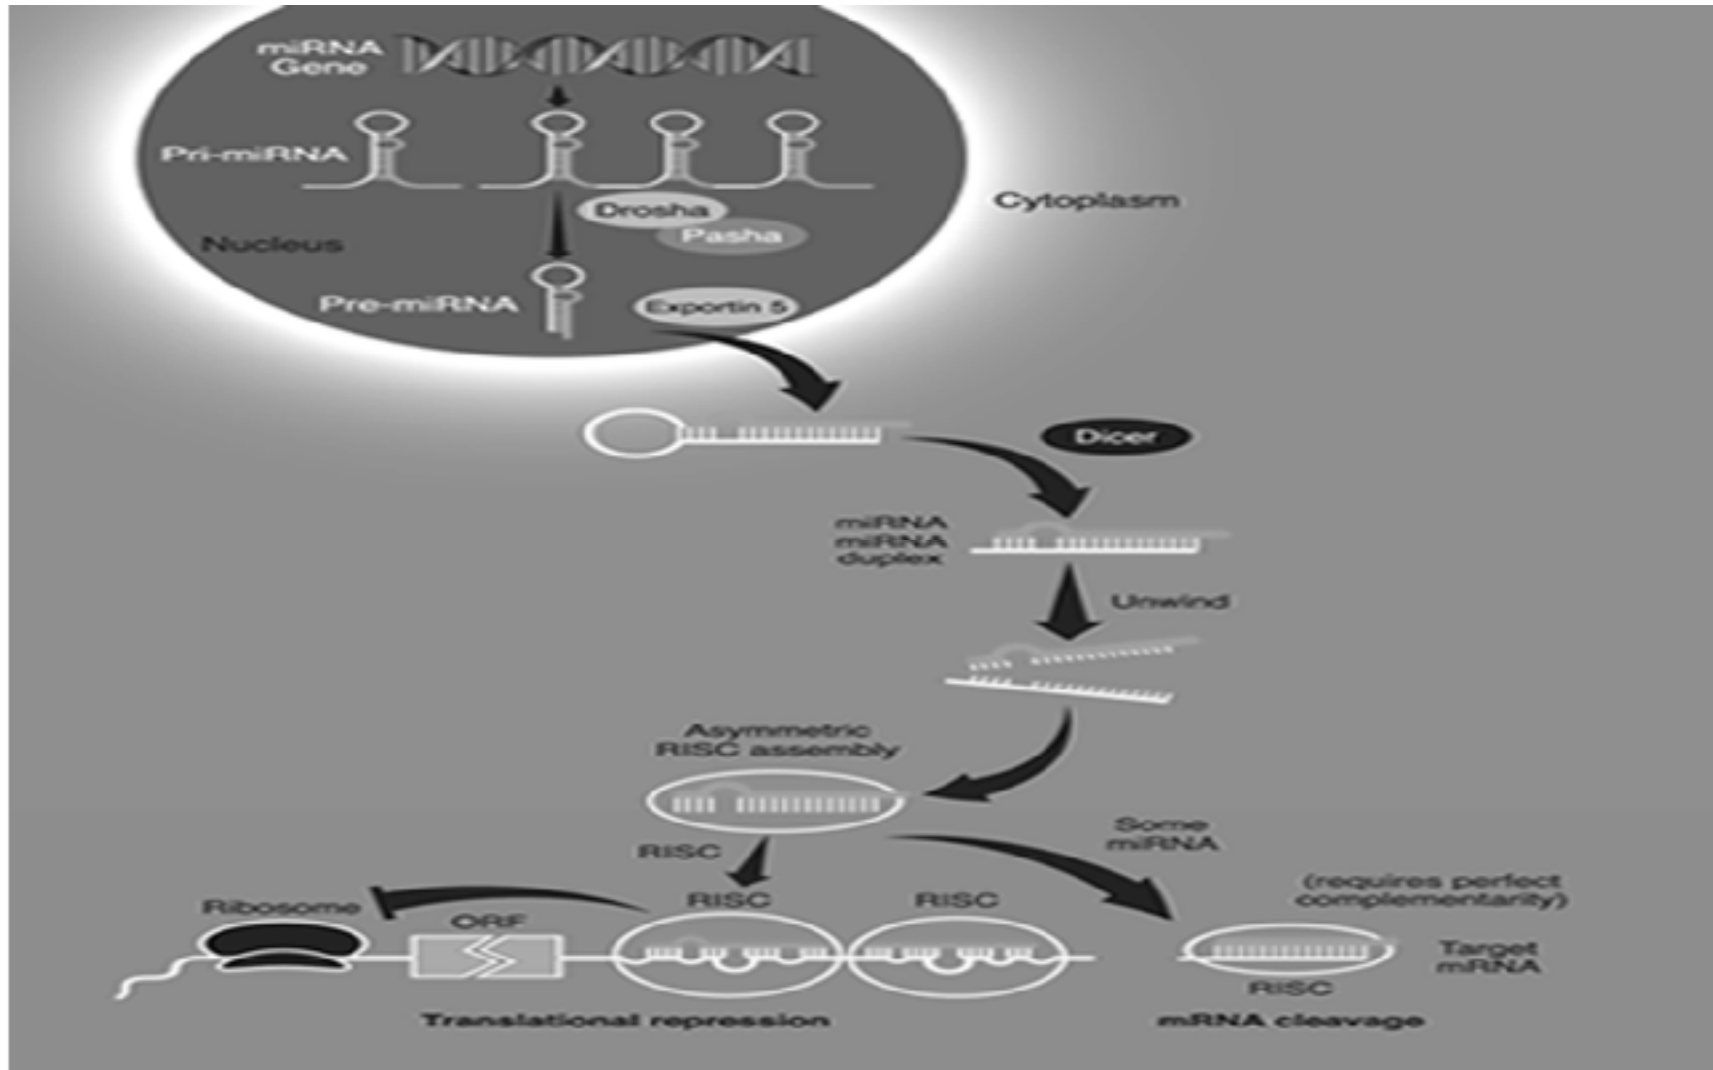 miRNA
Gene
Pri-miRNA
Cytoplasm
Drosha
Pasha
Nucleus
Pre-miRNA
Exportin 5
Dicer
miRNA
miRNA
duplex
Unwind
Asymmetric
RISC assembly
Some
miRNA
RISC
RISC
RISC
(requires perfect
complementarity)
Ribosome
ORF
Target
mRNA
RISC
Translational repression
mRNA cleavage